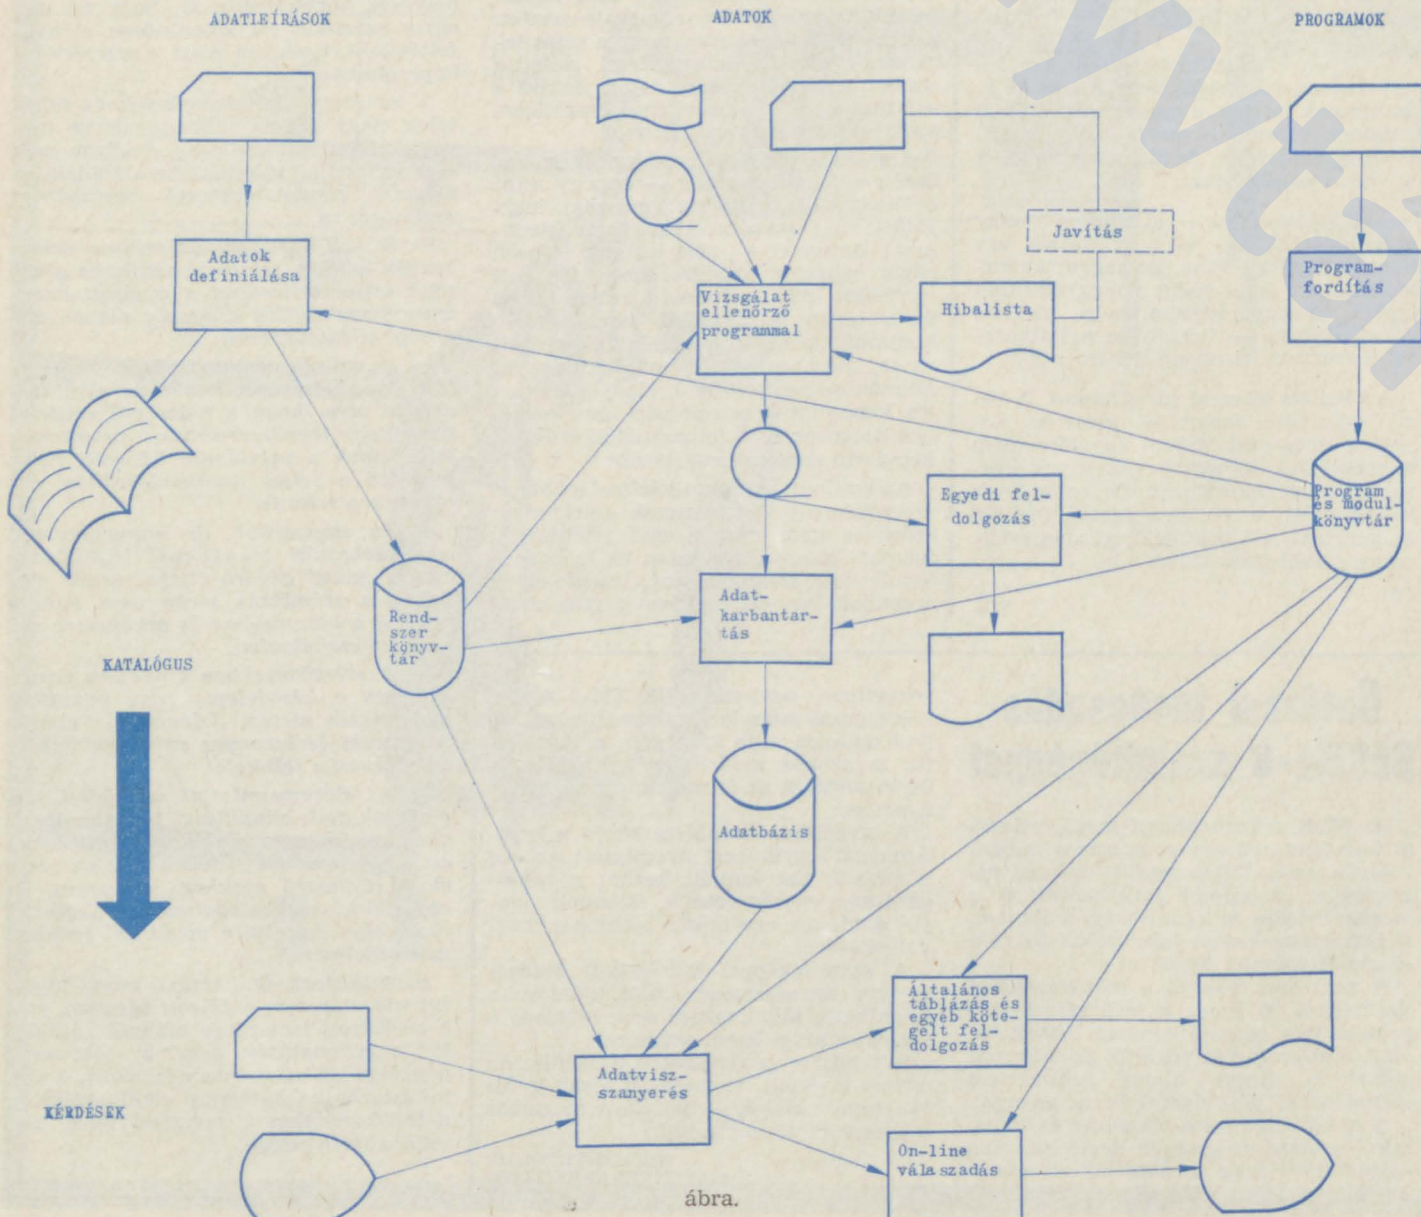 ADATLEÍRÁSOK
ADATOK
PROGRAMOK
Javítás
Adatok
definiálása
Program-
fordítás
Vizsgálat
ellenőrző
programmal
Hibalista
Egyedi fel-
dolgozás
Program
és modul-
könyvtár
Adat-
karbantar-
tás
Rend-
szer
könyv-
tár
KATALÓGUS
Adatbázis
Általános
táblázás és
egyéb köte-
gelt fel-
dolgozás
Adatvisz-
szanyerés
KÉRDÉSEK
On-line
válaszadás
ábra.